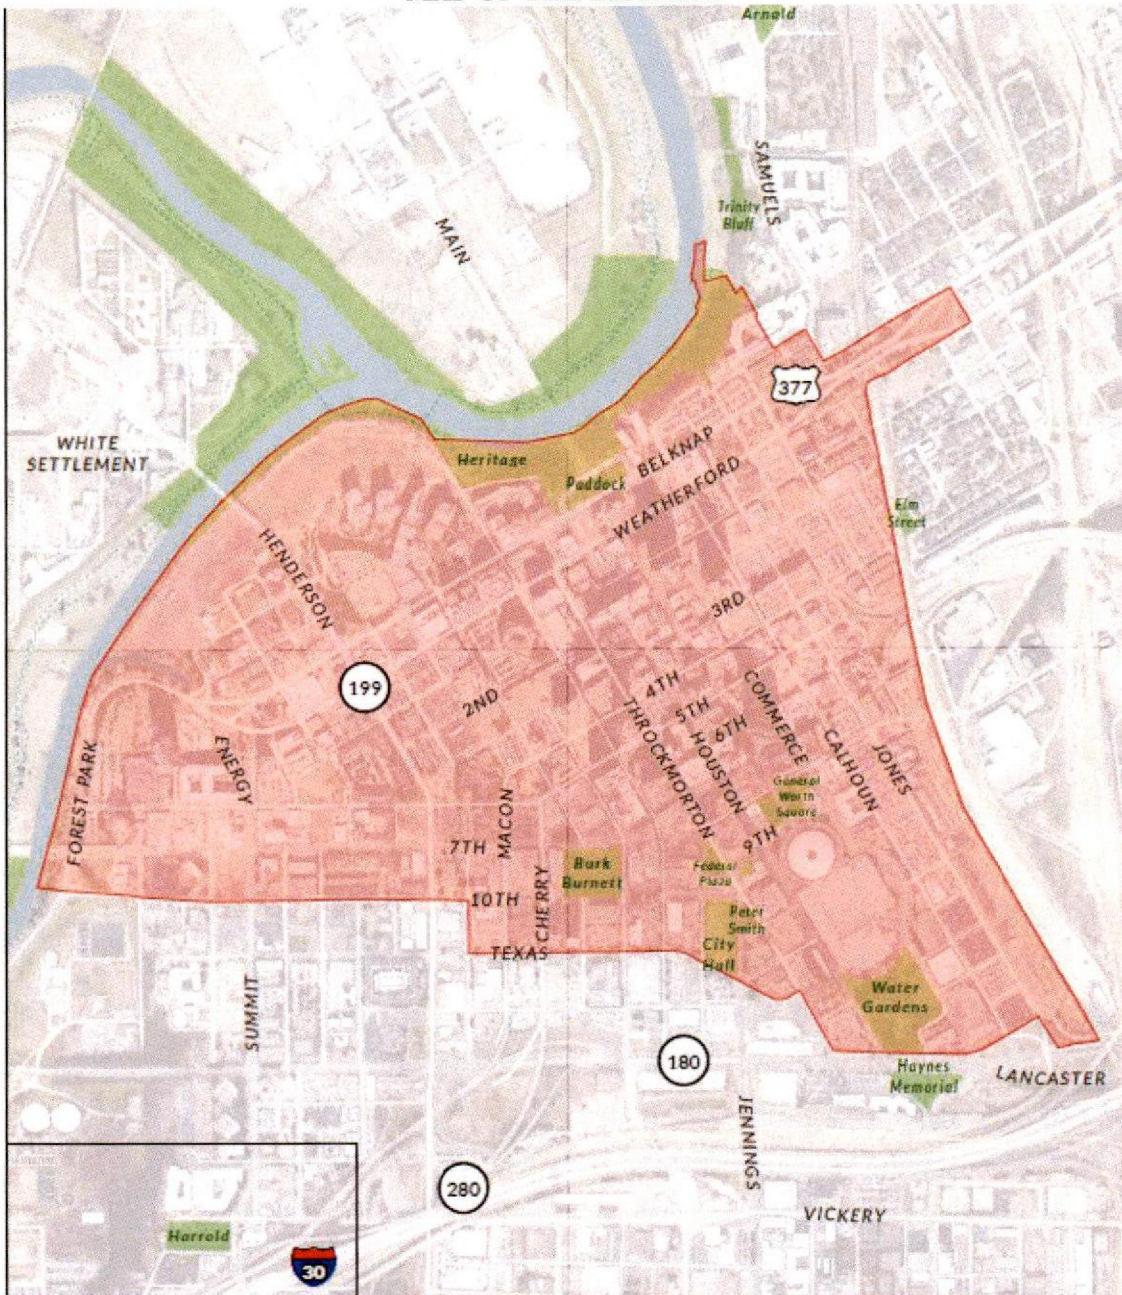 Arnold
SAMUELS
Trinity
Bluff
MAIN
377
WHITE
SETTLEMENT
Heritage
Paddock
BELKNAP
WEATHERFORD
Elm
Street
HENDERSON
3RD
199
2ND
4TH
5TH
6TH
THROCKMORTON
HOUSTON
COMMERCE
CALHOUN
JONES
FOREST PARK
ENERGY
General
Worth
Square
MACON
7TH
9TH
Burk
Burnett
Federal
Plaza
10TH
CHERRY
Peter
Smith
City
Hall
TEXAS
SUMMIT
Water
Gardens
180
Haynes
Memorial
LANCASTER
JENNINGS
280
VICKERY
Harrold
30